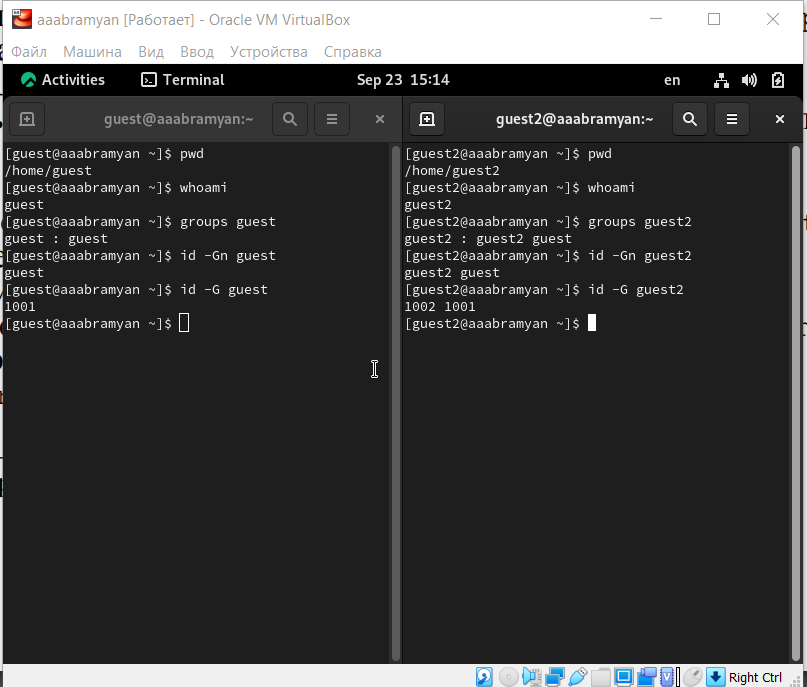 aaabramyan [Работает] - Oracle VM VirtualBox
Файл Машина Вид Ввод Устройства Справка
Activities Terminal Sep 23 15:14 en
guest@aaabramyan:~
[guest@aaabramyan ~]$ pwd
/home/guest
[guest@aaabramyan ~]$ whoami
guest
[guest@aaabramyan ~]$ groups guest
guest : guest
[guest@aaabramyan ~]$ id -Gn guest
guest
[guest@aaabramyan ~]$ id -G guest
1001
[guest@aaabramyan ~]$
guest2@aaabramyan:~
[guest2@aaabramyan ~]$ pwd
/home/guest2
[guest2@aaabramyan ~]$ whoami
guest2
[guest2@aaabramyan ~]$ groups guest2
guest2 : guest2 guest
[guest2@aaabramyan ~]$ id -Gn guest2
guest2 guest
[guest2@aaabramyan ~]$ id -G guest2
1002 1001
[guest2@aaabramyan ~]$
Right Ctrl